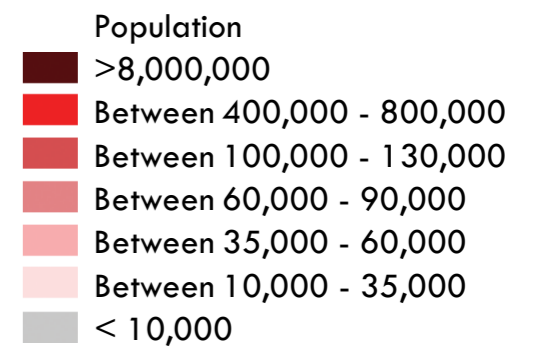 Population
>8,000,000
Between 400,000 - 800,000
Between 100,000 - 130,000
Between 60,000 - 90,000
Between 35,000 - 60,000
Between 10,000 - 35,000
< 10,000